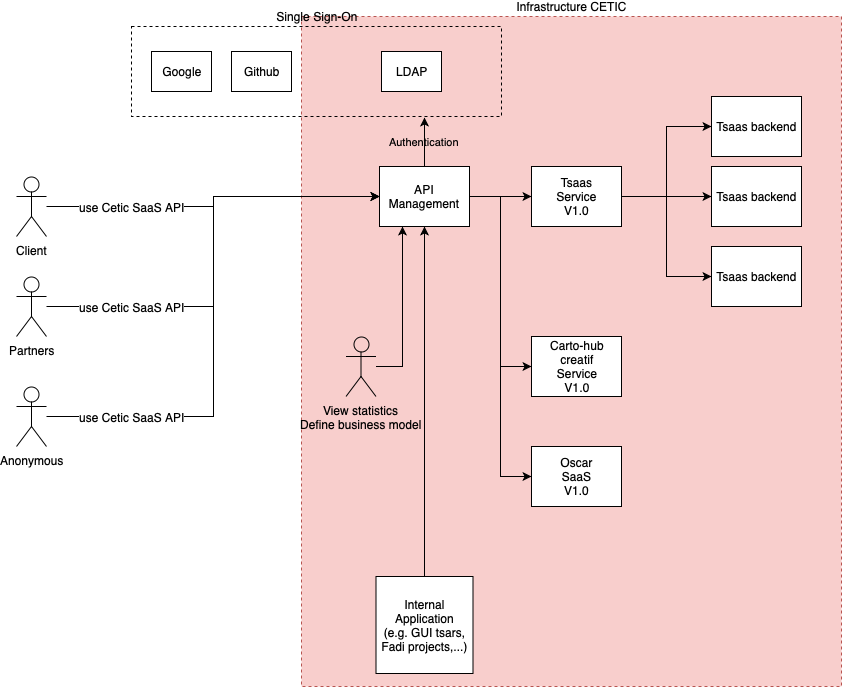 Infrastructure CETIC
Single Sign-On
Google
Github
LDAP
Authentication
Tsaas backend
API
Management
Tsaas
Service
V1.0
Tsaas backend
use Cetic SaaS API
Client
Tsaas backend
use Cetic SaaS API
Partners
Carto-hub
creatif
Service
V1.0
View statistics
Define business model
use Cetic SaaS API
Anonymous
Oscar
SaaS
V1.0
Internal
Application
(e.g. GUI tsars,
Fadi projects,...)